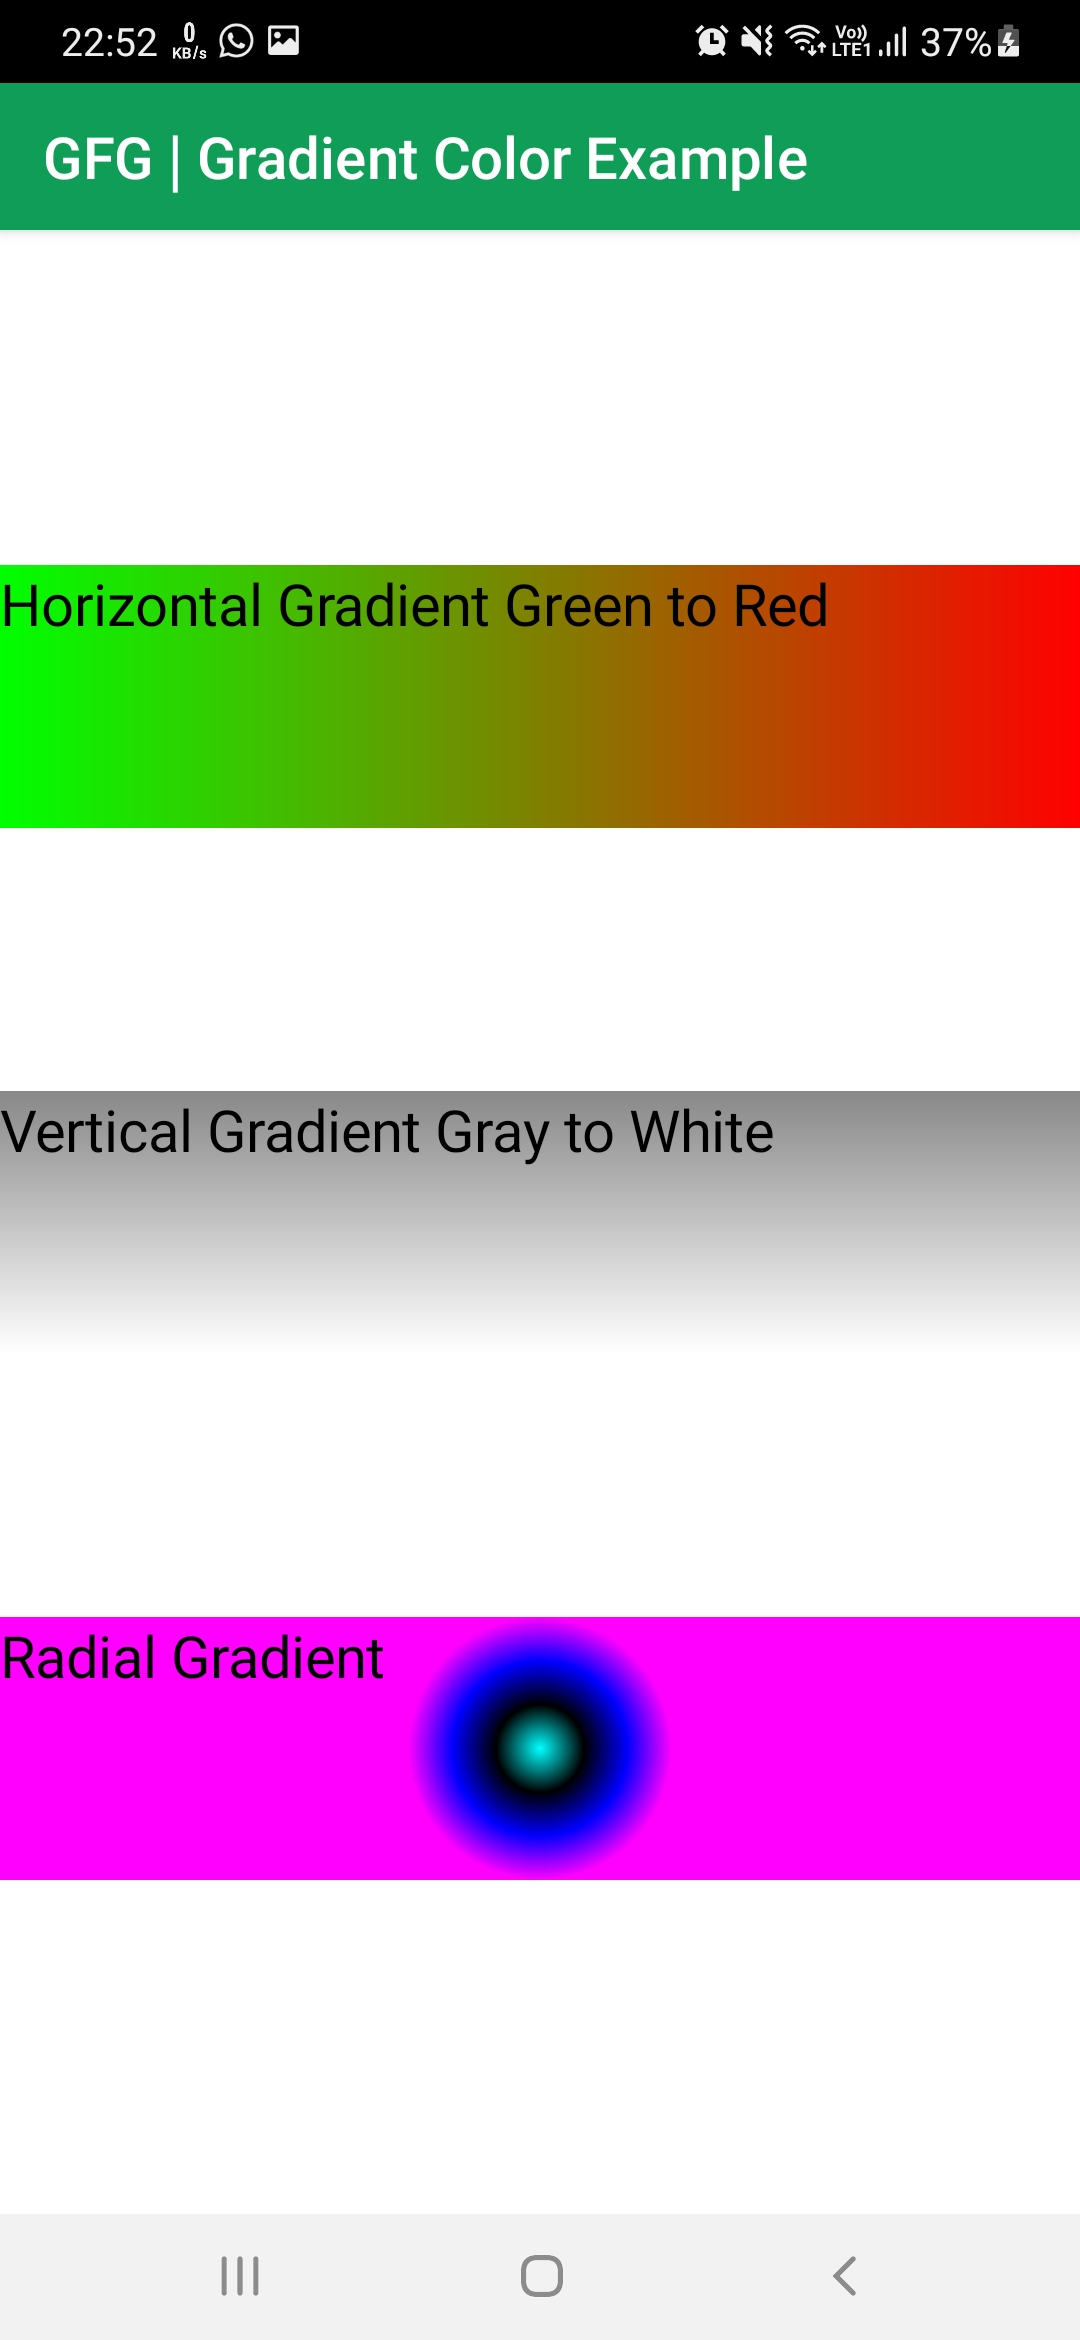 22:52 0 KB/s Vo)) LTE1 37%
GFG | Gradient Color Example
Horizontal Gradient Green to Red
Vertical Gradient Gray to White
Radial Gradient